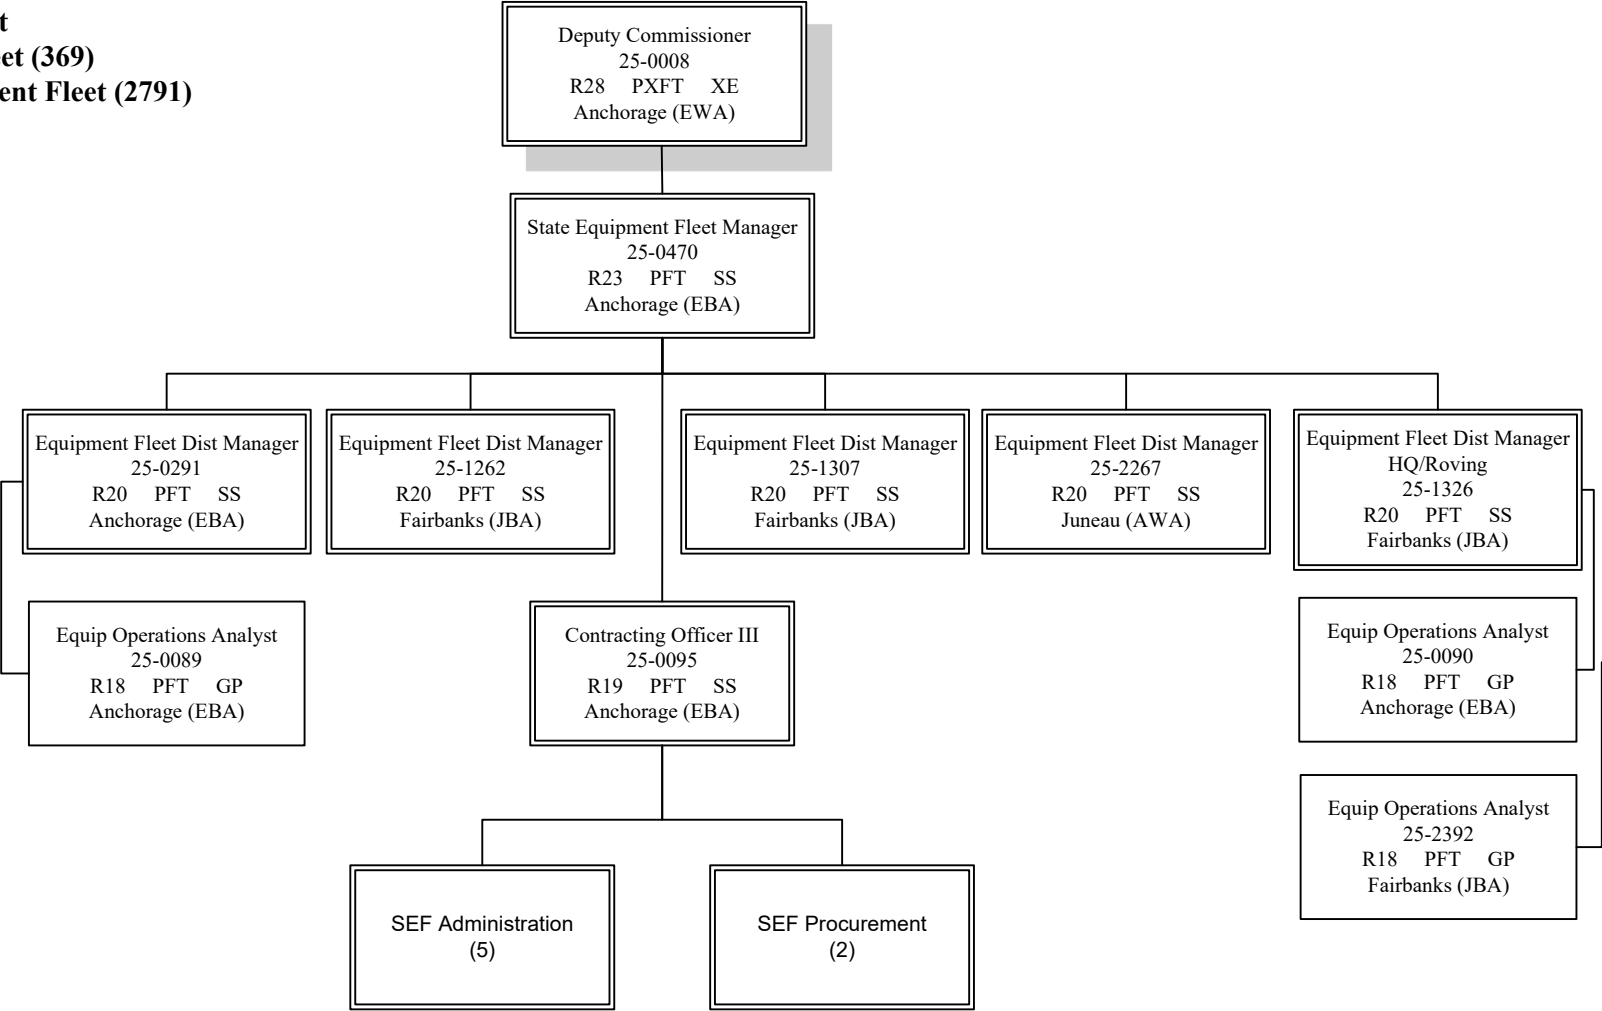 (369)
Fleet (2791)
Deputy Commissioner
25-0008
R28 PXFT XE
Anchorage (EWA)
State Equipment Fleet Manager
25-0470
R23 PFT SS
Anchorage (EBA)
Equipment Fleet Dist Manager
25-0291
R20 PFT SS
Anchorage (EBA)
Equipment Fleet Dist Manager
25-1262
R20 PFT SS
Fairbanks (JBA)
Equipment Fleet Dist Manager
25-1307
R20 PFT SS
Fairbanks (JBA)
Equipment Fleet Dist Manager
25-2267
R20 PFT SS
Juneau (AWA)
Equipment Fleet Dist Manager
HQ/Roving
25-1326
R20 PFT SS
Fairbanks (JBA)
Equip Operations Analyst
25-0089
R18 PFT GP
Anchorage (EBA)
Contracting Officer III
25-0095
R19 PFT SS
Anchorage (EBA)
Equip Operations Analyst
25-0090
R18 PFT GP
Anchorage (EBA)
Equip Operations Analyst
25-2392
R18 PFT GP
Fairbanks (JBA)
SEF Administration
(5)
SEF Procurement
(2)